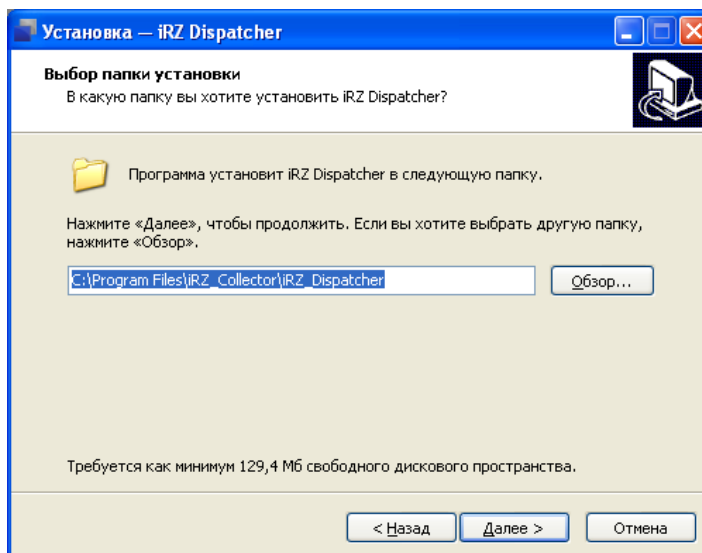 Установка — iRZ Dispatcher
Выбор папки установки
В какую папку вы хотите установить iRZ Dispatcher?
Программа установит iRZ Dispatcher в следующую папку.
Нажмите «Далее», чтобы продолжить. Если вы хотите выбрать другую папку,
нажмите «Обзор».
C:\Program Files\iRZ_Collector\iRZ_Dispatcher
Обзор...
Требуется как минимум 129,4 Мб свободного дискового пространства.
< Назад
Далее >
Отмена